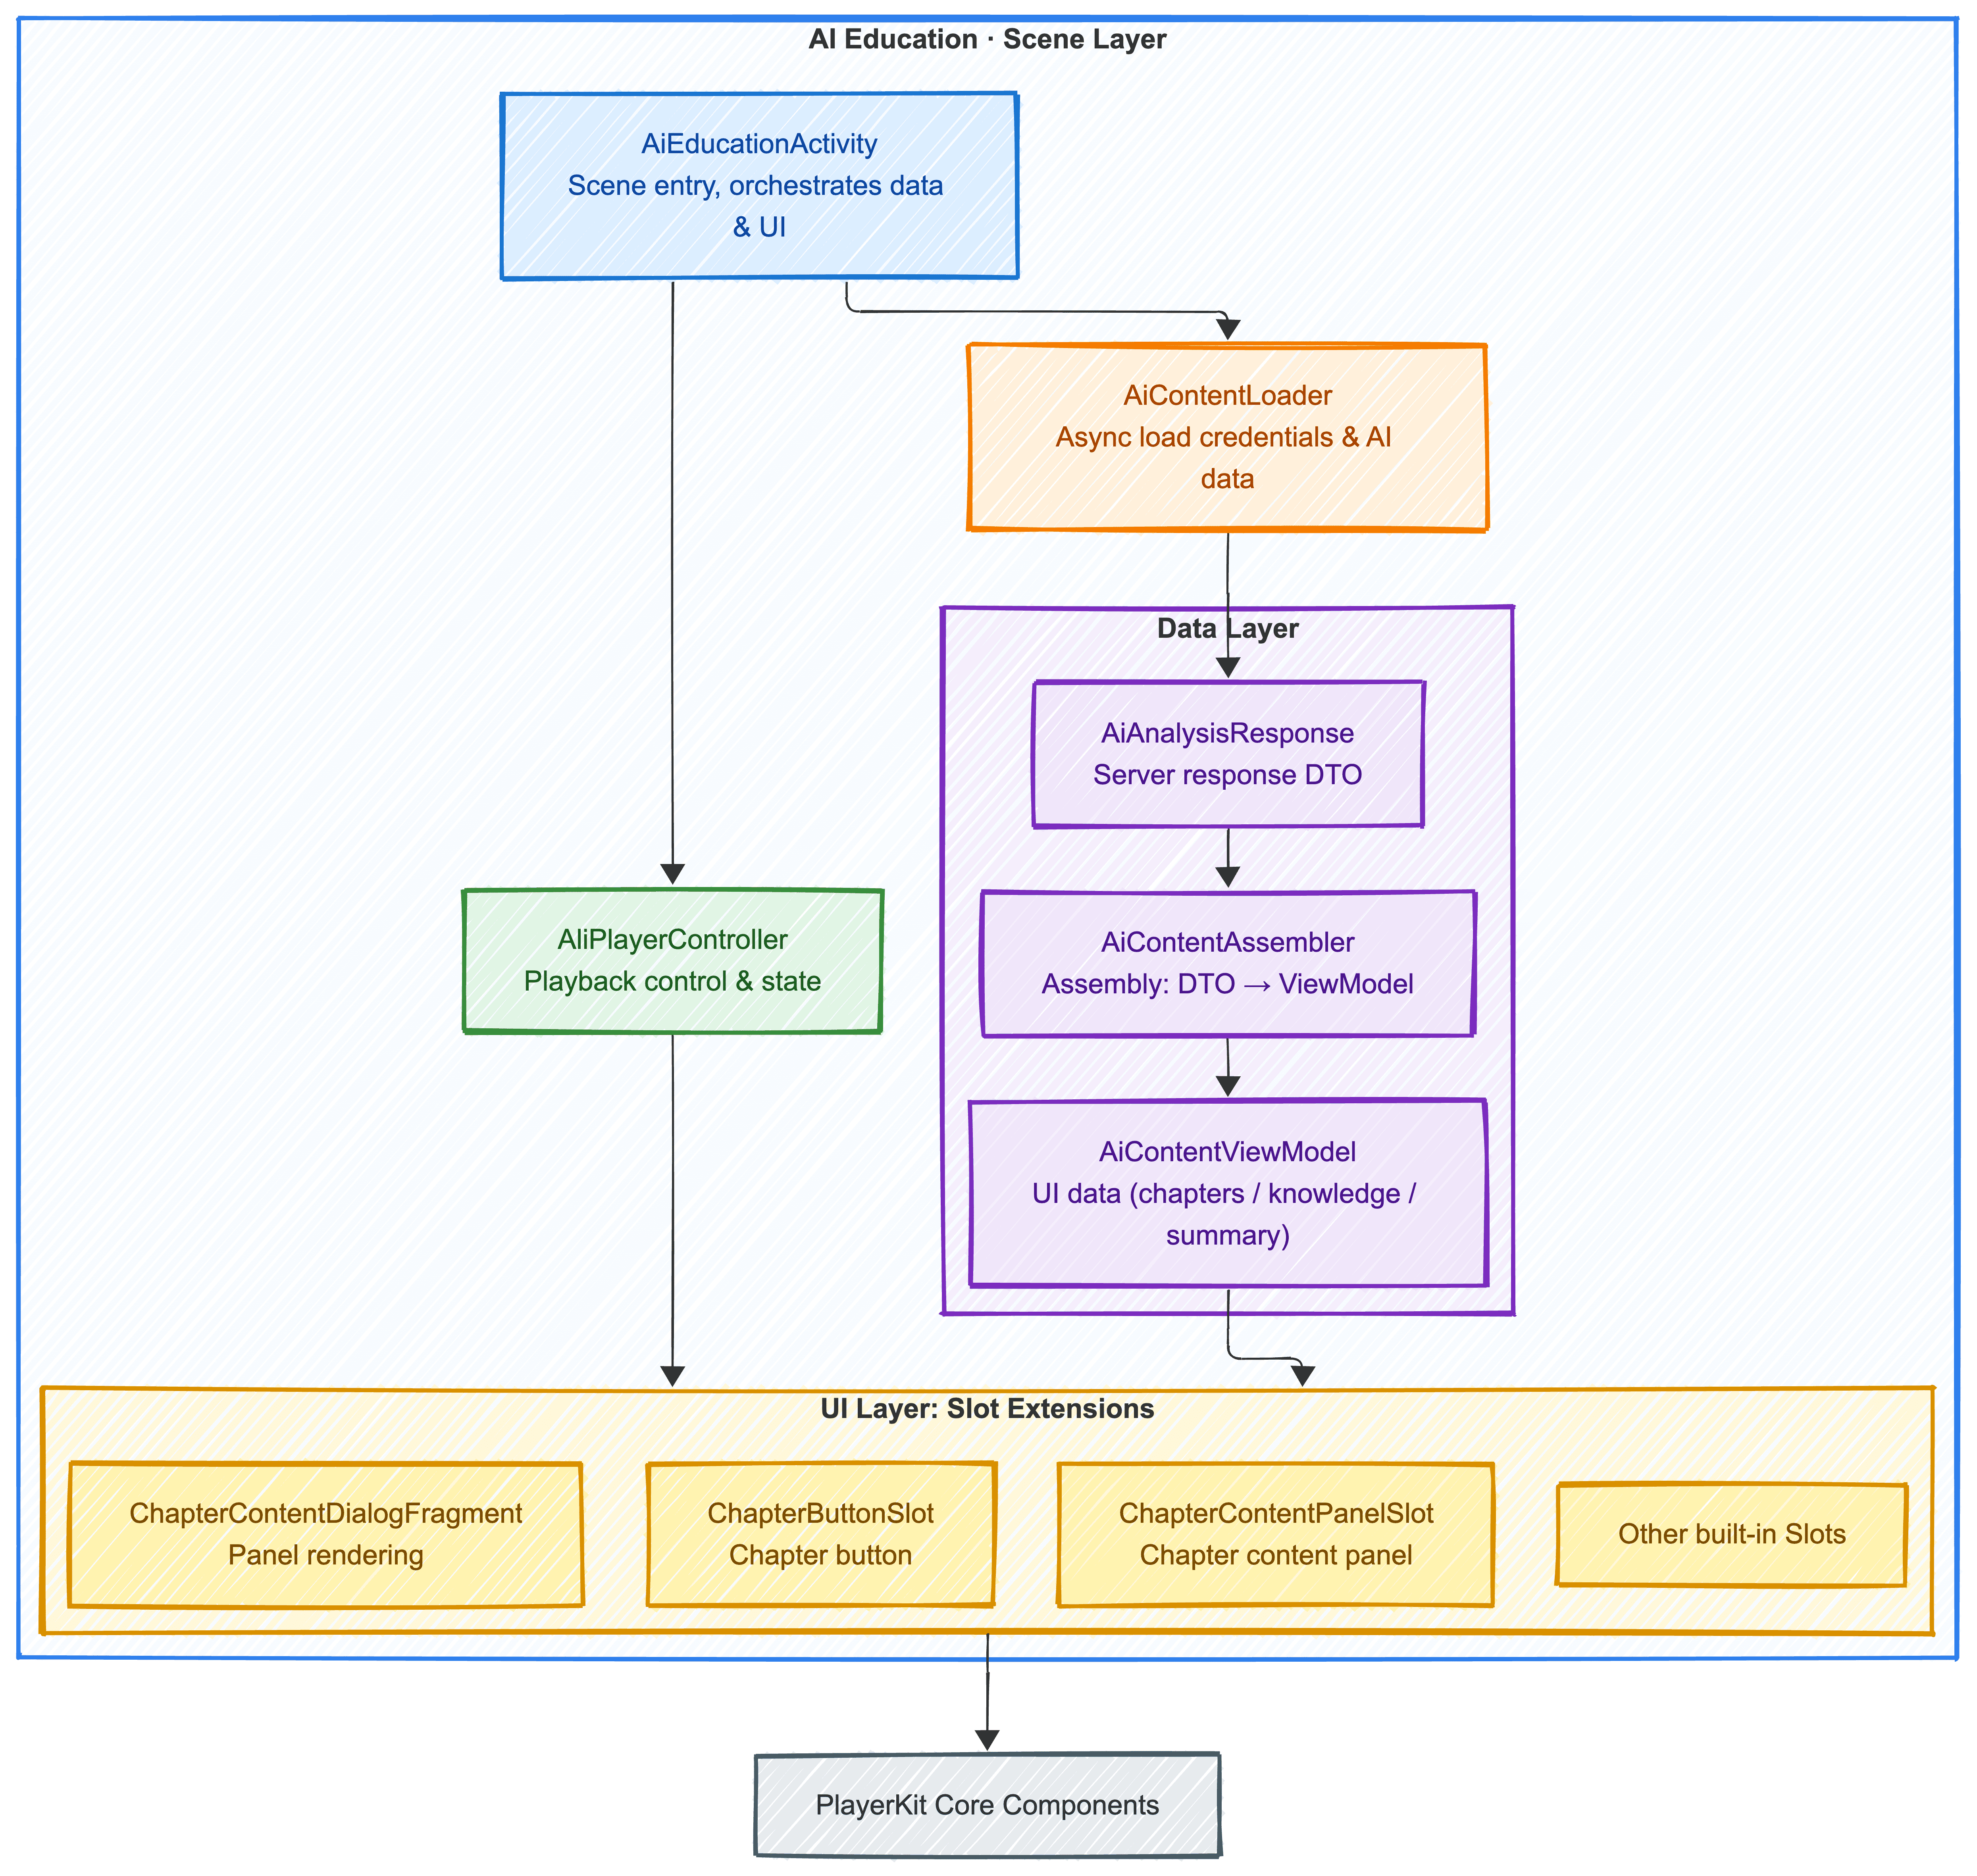 AI Education · Scene Layer
AiEducationActivity
Scene entry, orchestrates data
& UI
AiContentLoader
Async load credentials & AI
data
Data Layer
AiAnalysisResponse
Server response DTO
AliPlayerController
Playback control & state
AiContentAssembler
Assembly: DTO → ViewModel
AiContentViewModel
UI data (chapters / knowledge /
summary)
UI Layer: Slot Extensions
ChapterContentDialogFragment
Panel rendering
ChapterButtonSlot
Chapter button
ChapterContentPanelSlot
Chapter content panel
Other built-in Slots
PlayerKit Core Components